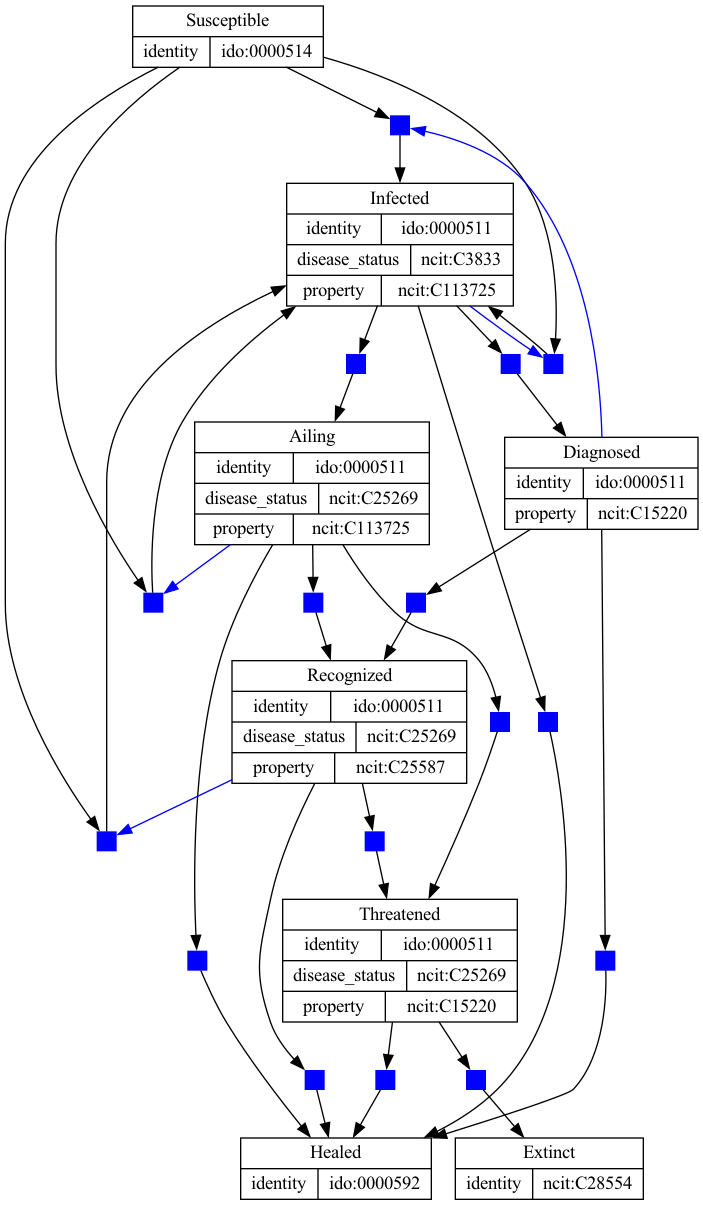 Susceptible
identity ido:0000514
Infected
identity ido:0000511
disease_status ncit:C3833
property ncit:C113725
Ailing
identity ido:0000511
disease_status ncit:C25269
property ncit:C113725
Diagnosed
identity ido:0000511
property ncit:C15220
Recognized
identity ido:0000511
disease_status ncit:C25269
property ncit:C25587
Threatened
identity ido:0000511
disease_status ncit:C25269
property ncit:C15220
Healed
identity ido:0000592
Extinct
identity ncit:C28554